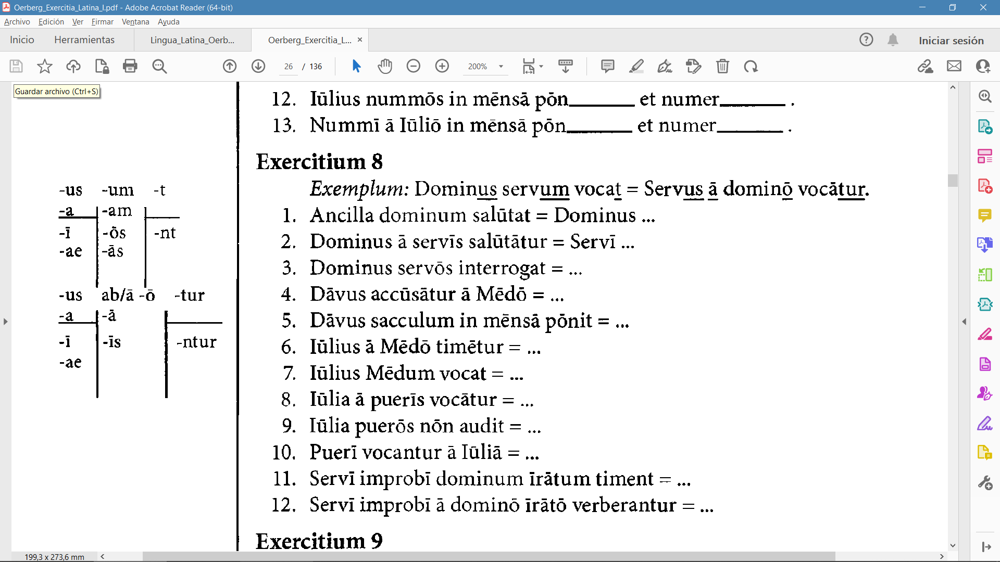 Oerberg_Exercitia_Latina_I.pdf - Adobe Acrobat Reader (64-bit)
Archivo Edición Ver Firmar Ventana Ayuda
Inicio Herramientas Lingua_Latina_Oerb... Oerberg_Exercitia_L... × Iniciar sesión
26 / 136 200%
Guardar archivo (Ctrl+S)
12. Iūlius nummōs in mēnsā pōn______ et numer______ .
13. Nummī ā Iūliō in mēnsā pōn______ et numer______ .
Exercitium 8
Exemplum: Dominus servum vocat = Servus ā dominō vocātur.
1. Ancilla dominum salūtat = Dominus ...
2. Dominus ā servīs salūtātur = Servī ...
3. Dominus servōs interrogat = ...
4. Dāvus accūsātur ā Mēdō = ...
5. Dāvus sacculum in mēnsā pōnit = ...
6. Iūlius ā Mēdō timētur = ...
7. Iūlius Mēdum vocat = ...
8. Iūlia ā puerīs vocātur = ...
9. Iūlia puerōs nōn audit = ...
10. Puerī vocantur ā Iūliā = ...
11. Servī improbī dominum īrātum timent = ...
12. Servī improbī ā dominō īrātō verberantur = ...
Exercitium 9
-us -um -t
-a -am
-ī -ōs -nt
-ae -ās
-us ab/ā -ō -tur
-a -ā
-ī -īs -ntur
-ae
199,3 x 273,6 mm